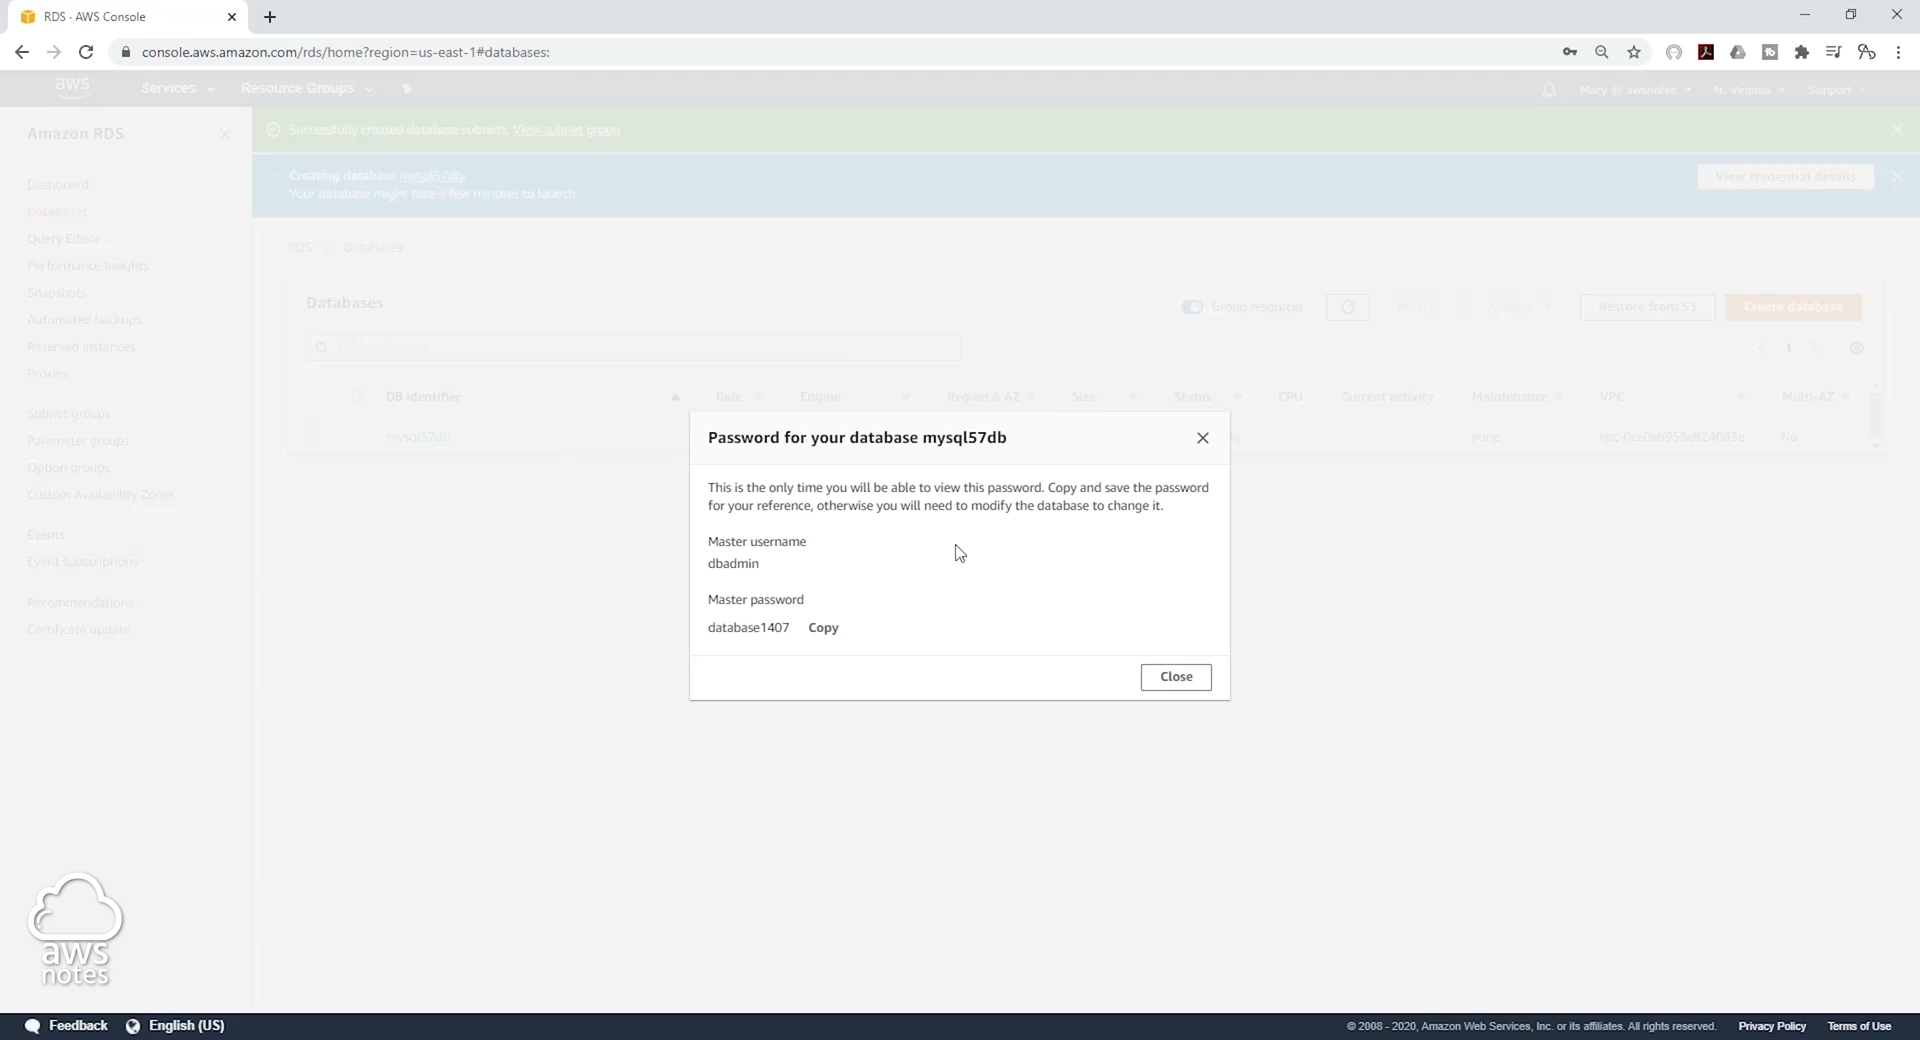 RDS · AWS Console
console.aws.amazon.com/rds/home?region=us-east-1#databases:
aws
Services
Resource Groups
Mary @ awsnotes
N. Virginia
Support
Amazon RDS
Dashboard
Databases
Query Editor
Performance Insights
Snapshots
Automated backups
Reserved instances
Proxies
Subnet groups
Parameter groups
Option groups
Custom Availability Zones
Events
Event subscriptions
Recommendations
Certificate update
Successfully created database subnets. View subnet group
Creating database mysql57db.
Your database might take a few minutes to launch
View credential details
RDS
Databases
Databases
Group resources
Modify
Actions
Restore from S3
Create database
1
DB identifier
Role
Engine
Region & AZ
Size
Status
CPU
Current activity
Maintenance
VPC
Multi-AZ
mysql57db
-
none
No
Password for your database mysql57db
This is the only time you will be able to view this password. Copy and save the password
for your reference, otherwise you will need to modify the database to change it.
Master username
dbadmin
Master password
database1407 Copy
Close
aws
notes
Feedback
English (US)
© 2008 - 2020, Amazon Web Services, Inc. or its affiliates. All rights reserved.
Privacy Policy
Terms of Use